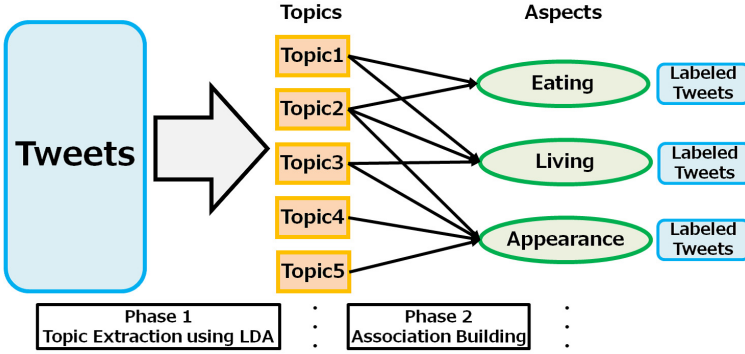 Topics
Aspects
Tweets
Topic1
Topic2
Topic3
Topic4
Topic5
Eating
Living
Appearance
Labeled
Tweets
Labeled
Tweets
Labeled
Tweets
Phase 1
Topic Extraction using LDA
Phase 2
Association Building